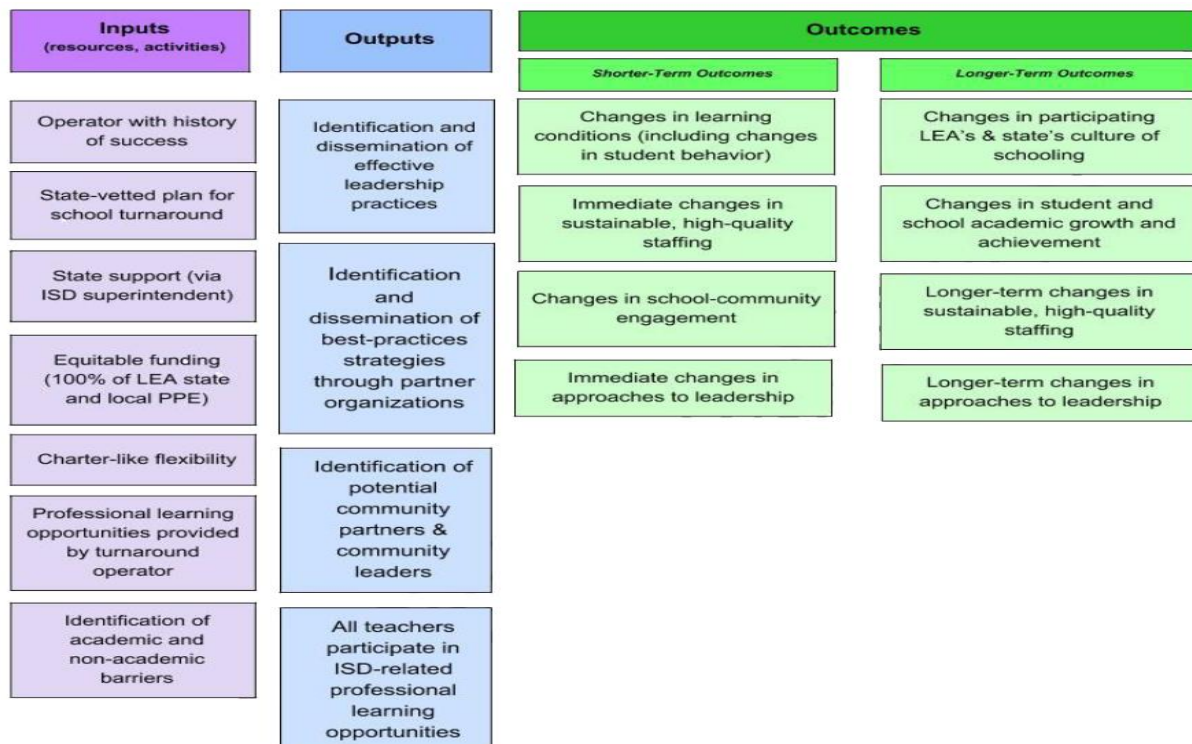 Inputs
(resources, activities)
Operator with history
of success
State-vetted plan for
school turnaround
State support (via
ISD superintendent)
Equitable funding
(100% of LEA state
and local PPE)
Charter-like flexibility
Professional learning
opportunities provided
by turnaround
operator
Identification of
academic and
non-academic
barriers
Outputs
Identification and
dissemination of
effective
leadership
practices
Identification
and
dissemination of
best-practices
strategies
through partner
organizations
Identification of
potential
community
partners &
community
leaders
All teachers
participate in
ISD-related
professional
learning
opportunities
Outcomes
Shorter-Term Outcomes
Changes in learning
conditions (including changes
in student behavior)
Immediate changes in
sustainable, high-quality
staffing
Changes in school-community
engagement
Immediate changes in
approaches to leadership
Longer-Term Outcomes
Changes in participating
LEA's & state's culture of
schooling
Changes in student and
school academic growth and
achievement
Longer-term changes in
sustainable, high-quality
staffing
Longer-term changes in
approaches to leadership